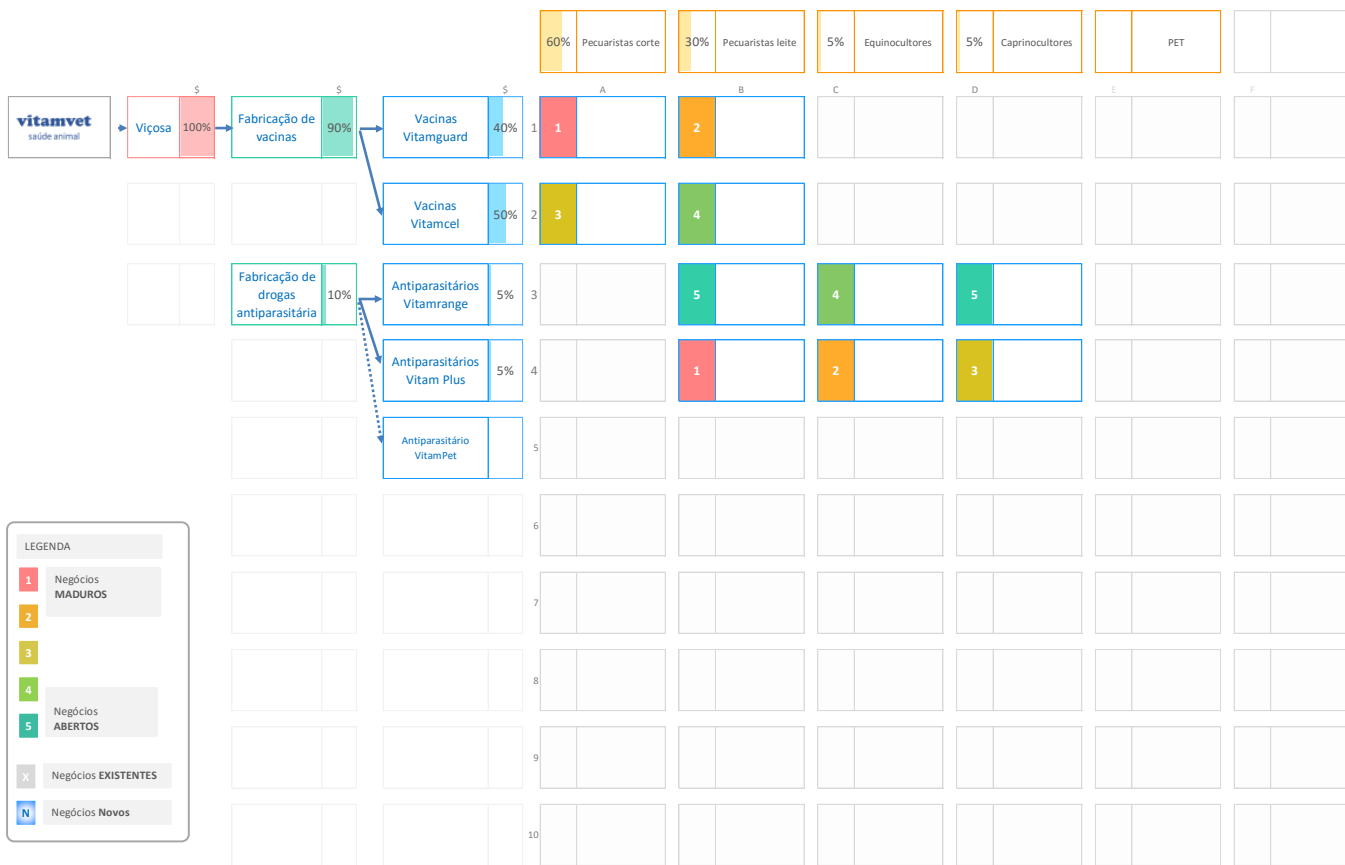 60% Pecuaristas corte 30% Pecuaristas leite 5% Equinocultores 5% Caprinocultores PET
$ $ $ A B C D E F
vitamvet
saúde animal
Viçosa 100%
Fabricação de
vacinas
90%
Vacinas
Vitamguard
40% 1 1 2
Vacinas
Vitamcel
50% 2 3 4
Fabricação de
drogas
antiparasitária
10%
Antiparasitários
Vitamrange
5% 3 5 4 5
Antiparasitários
Vitam Plus
5% 4 1 2 3
Antiparasitário
VitamPet
5
6
7
8
9
10
LEGENDA
1 Negócios
MADUROS
2
3
4
Negócios
ABERTOS
5
X Negócios EXISTENTES
N Negócios Novos